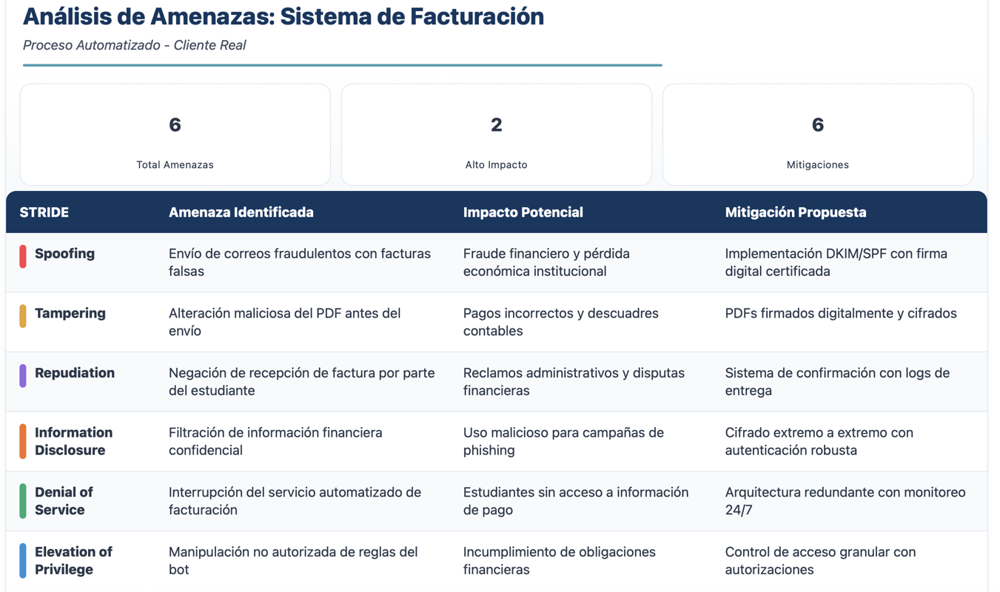 Análisis de Amenazas: Sistema de Facturación
Proceso Automatizado - Cliente Real
6
Total Amenazas
2
Alto Impacto
6
Mitigaciones
STRIDE Amenaza Identificada Impacto Potencial Mitigación Propuesta
Spoofing Envío de correos fraudulentos con facturas Fraude financiero y pérdida Implementación DKIM/SPF con firma
falsas económica institucional digital certificada
Tampering Alteración maliciosa del PDF antes del Pagos incorrectos y descuadres PDFs firmados digitalmente y cifrados
envío contables
Repudiation Negación de recepción de factura por parte Reclamos administrativos y disputas Sistema de confirmación con logs de
del estudiante financieras entrega
Information Filtración de información financiera Uso malicioso para campañas de Cifrado extremo a extremo con
Disclosure confidencial phishing autenticación robusta
Denial of Interrupción del servicio automatizado de Estudiantes sin acceso a información Arquitectura redundante con monitoreo
Service facturación de pago 24/7
Elevation of Manipulación no autorizada de reglas del Incumplimiento de obligaciones Control de acceso granular con
Privilege bot financieras autorizaciones